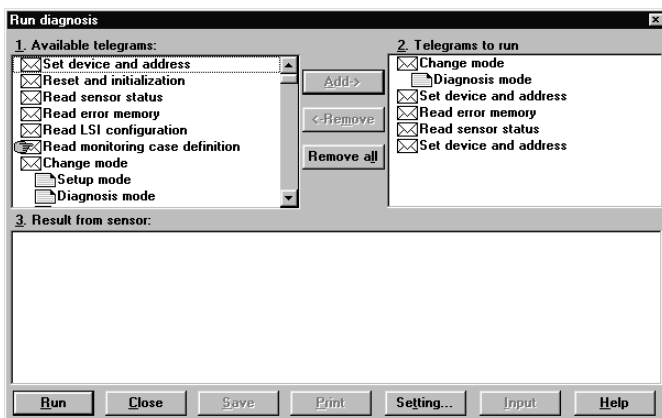 Run diagnosis
1. Available telegrams:
Set device and address
Reset and initialization
Read sensor status
Read error memory
Read LSI configuration
Read monitoring case definition
Change mode
Setup mode
Diagnosis mode
Add->
<-Remove
Remove all
2. Telegrams to run
Change mode
Diagnosis mode
Set device and address
Read error memory
Read sensor status
Set device and address
3. Result from sensor:
Run Close Save Print Setting... Input Help